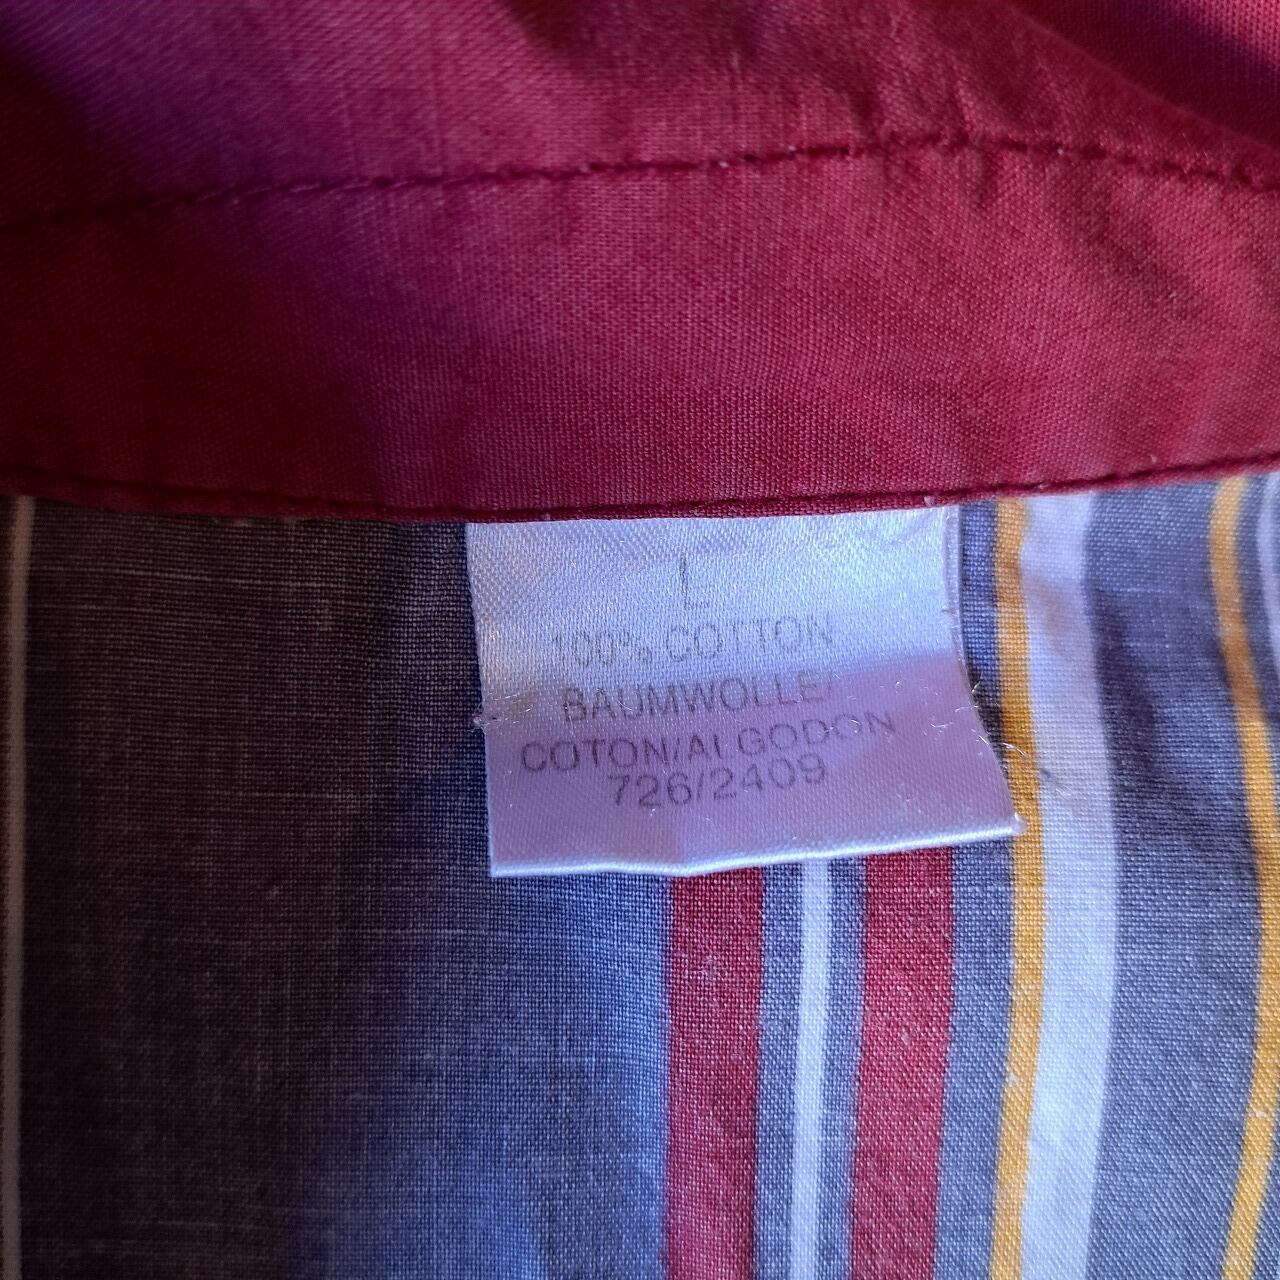 L
100% COTTON
BAUMWOLLE/
COTON/ALGODON
726/2409